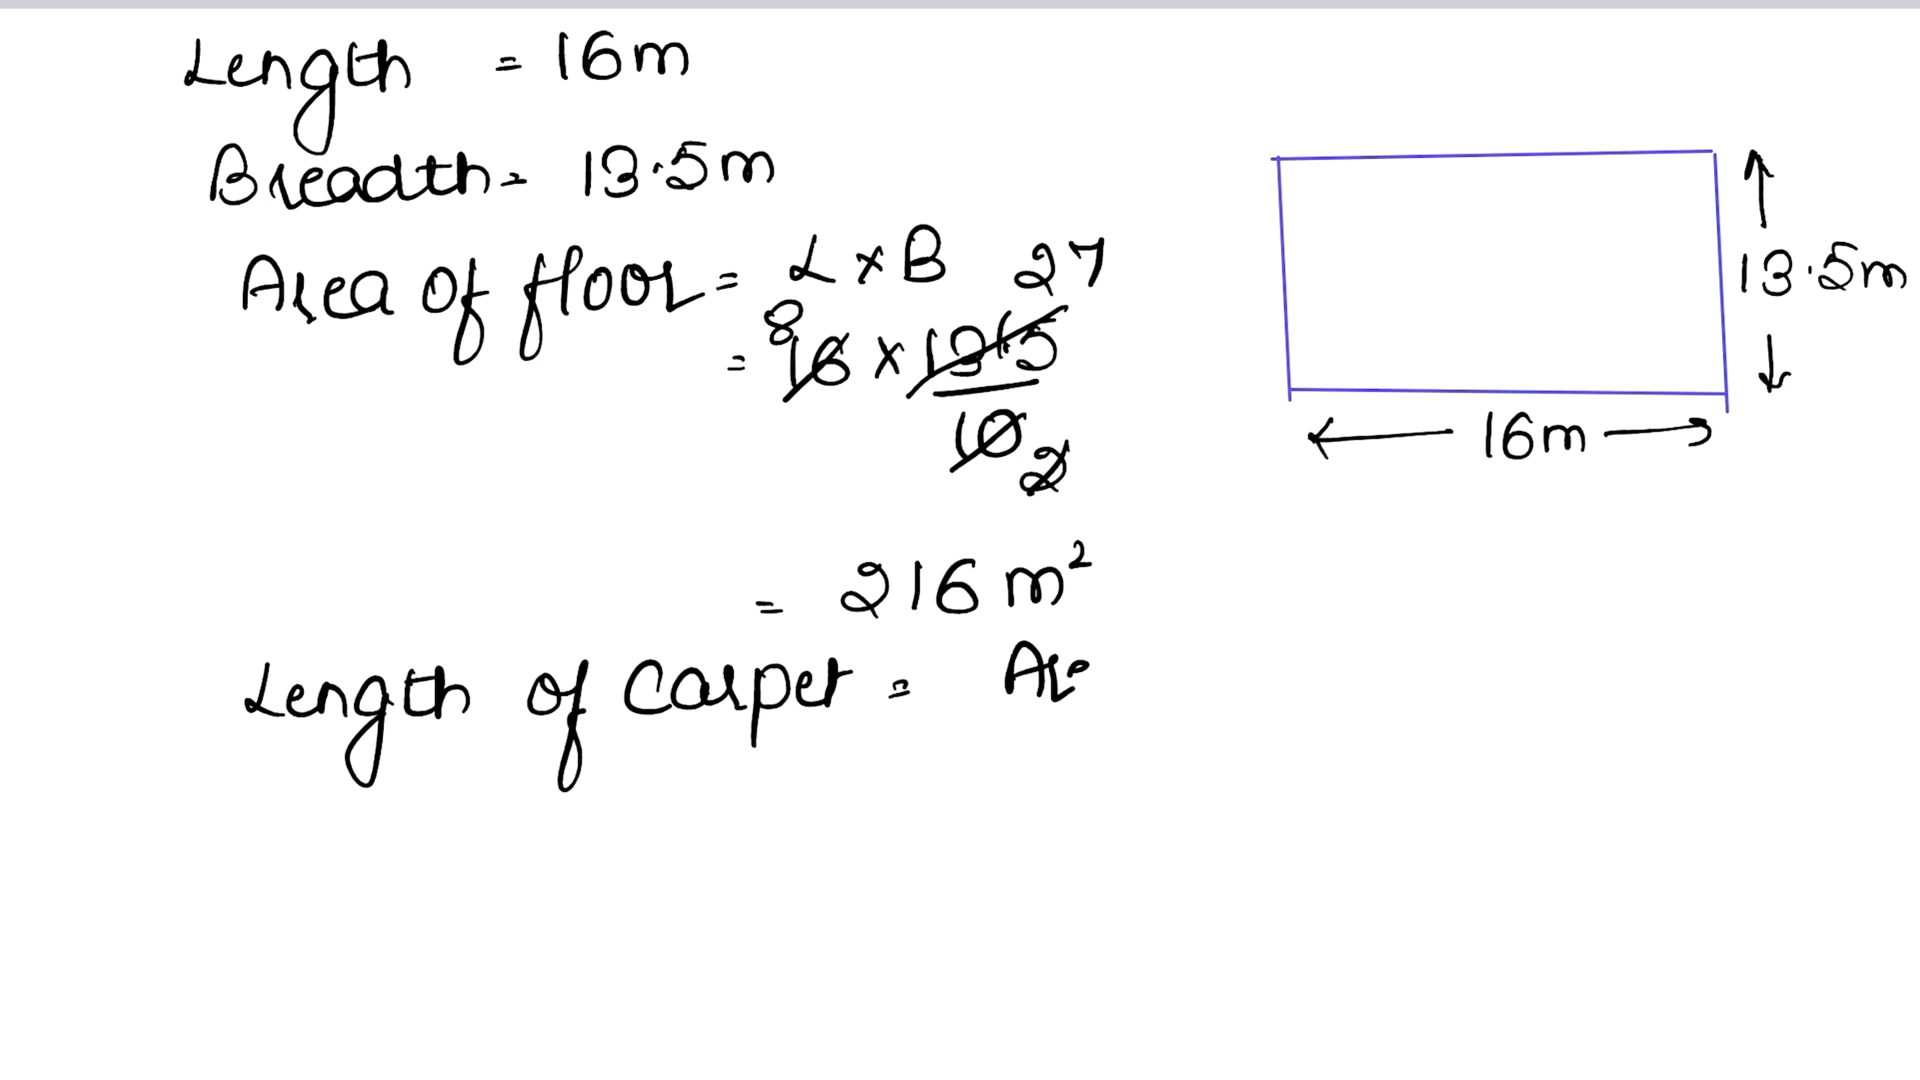 Length = 16m
Breadth = 13.5m
Area of floor = L × B
= 16 × 13.5
8 27
10 2
= 216 m²
Length of Carpet = Are
13.5m
16m